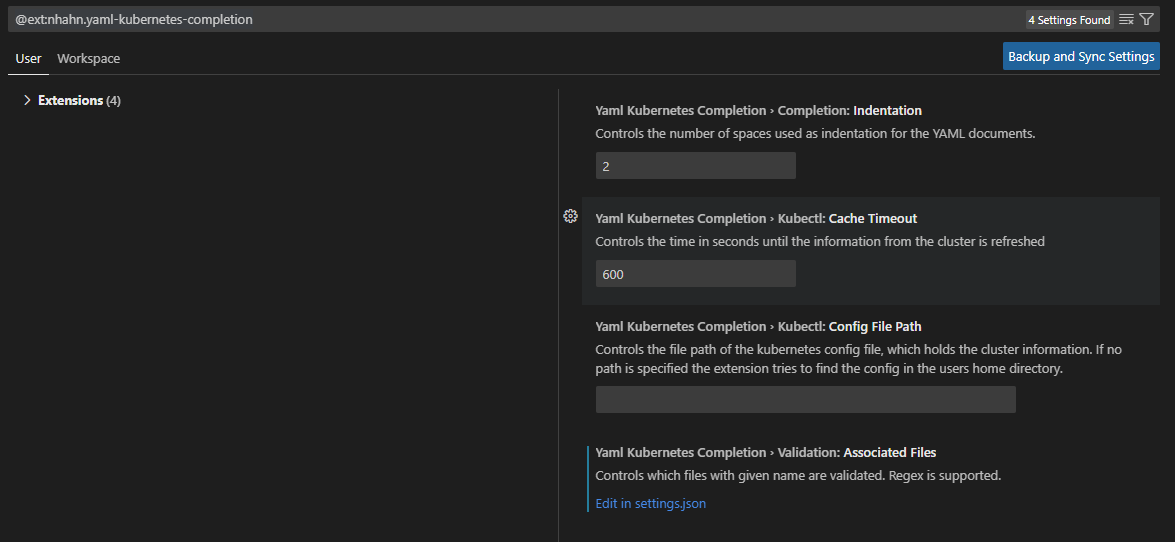 @ext:nhahn.yaml-kubernetes-completion
4 Settings Found
User Workspace
Backup and Sync Settings
Extensions (4)
Yaml Kubernetes Completion › Completion: Indentation
Controls the number of spaces used as indentation for the YAML documents.
2
Yaml Kubernetes Completion › Kubectl: Cache Timeout
Controls the time in seconds until the information from the cluster is refreshed
600
Yaml Kubernetes Completion › Kubectl: Config File Path
Controls the file path of the kubernetes config file, which holds the cluster information. If no
path is specified the extension tries to find the config in the users home directory.
Yaml Kubernetes Completion › Validation: Associated Files
Controls which files with given name are validated. Regex is supported.
Edit in settings.json